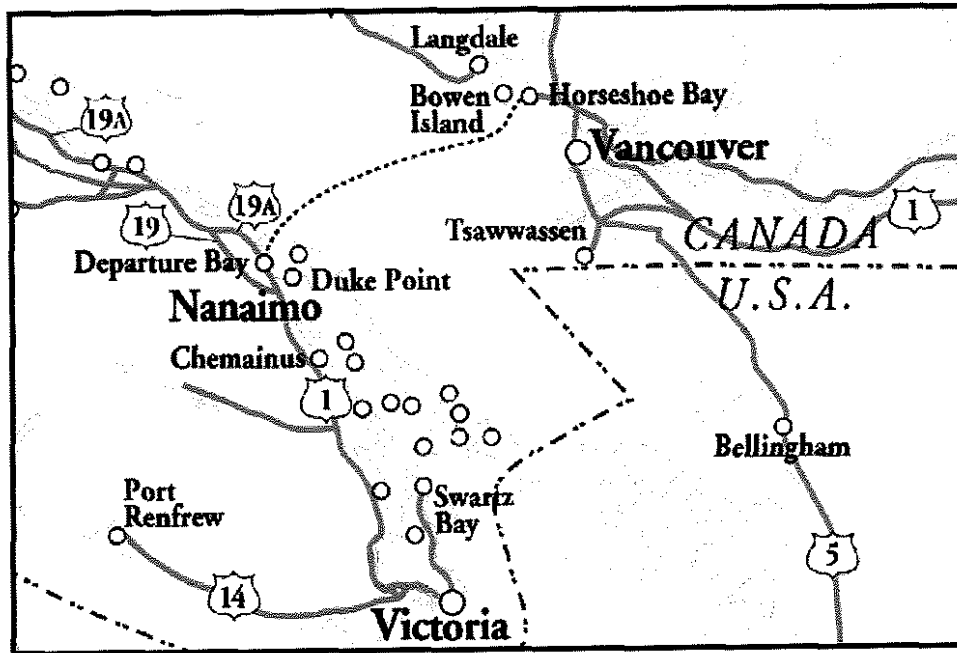 Langdale
Bowen
Island
Horseshoe Bay
19A
Vancouver
19
19A
Tsawwassen
CANADA
1
Departure Bay
Duke Point
U.S.A.
Nanaimo
Chemainus
1
Bellingham
Port
Renfrew
Swartz
Bay
5
14
Victoria